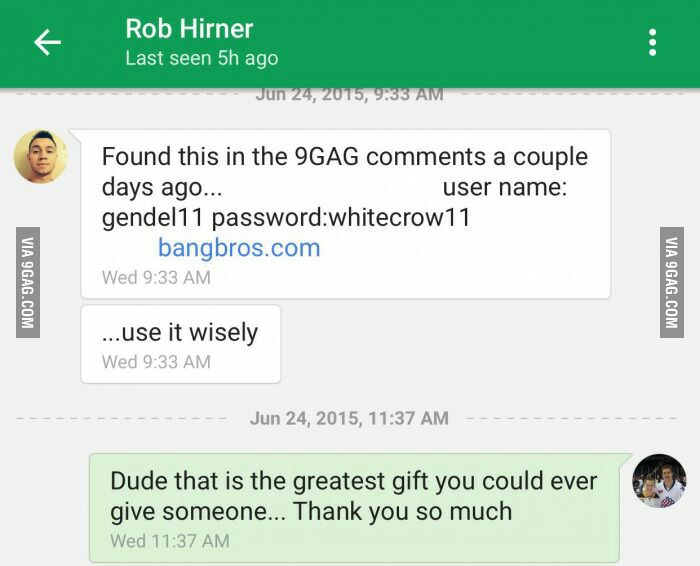 Rob Hirner
Last seen 5h ago
Jun 24, 2015, 9:33 AM
Found this in the 9GAG comments a couple
days ago... user name:
gendel11 password:whitecrow11
bangbros.com
Wed 9:33 AM
...use it wisely
Wed 9:33 AM
Jun 24, 2015, 11:37 AM
Dude that is the greatest gift you could ever
give someone... Thank you so much
Wed 11:37 AM
VIA 9GAG.COM
VIA 9GAG.COM